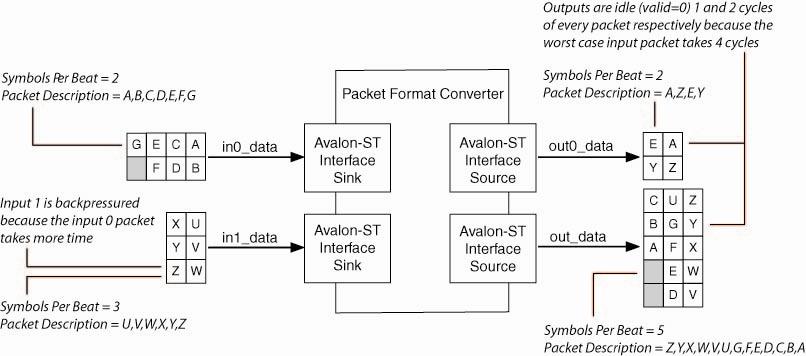 Outputs are idle (valid=0) 1 and 2 cycles
of every packet respectively because the
worst case input packet takes 4 cycles
Symbols Per Beat = 2
Packet Description = A,B,C,D,E,F,G
Symbols Per Beat = 2
Packet Description = A,Z,E,Y
Packet Format Converter
G E C A
F D B
in0_data
Avalon-ST
Interface
Sink
Avalon-ST
Interface
Source
out0_data
E A
Y Z
Input 1 is backpressured
because the input 0 packet
takes more time
X U
Y V
Z W
in1_data
Avalon-ST
Interface
Sink
Avalon-ST
Interface
Source
out_data
C U Z
B G Y
A F X
E W
D V
Symbols Per Beat = 3
Packet Description = U,V,W,X,Y,Z
Symbols Per Beat = 5
Packet Description = Z,Y,X,W,V,U,G,F,E,D,C,B,A